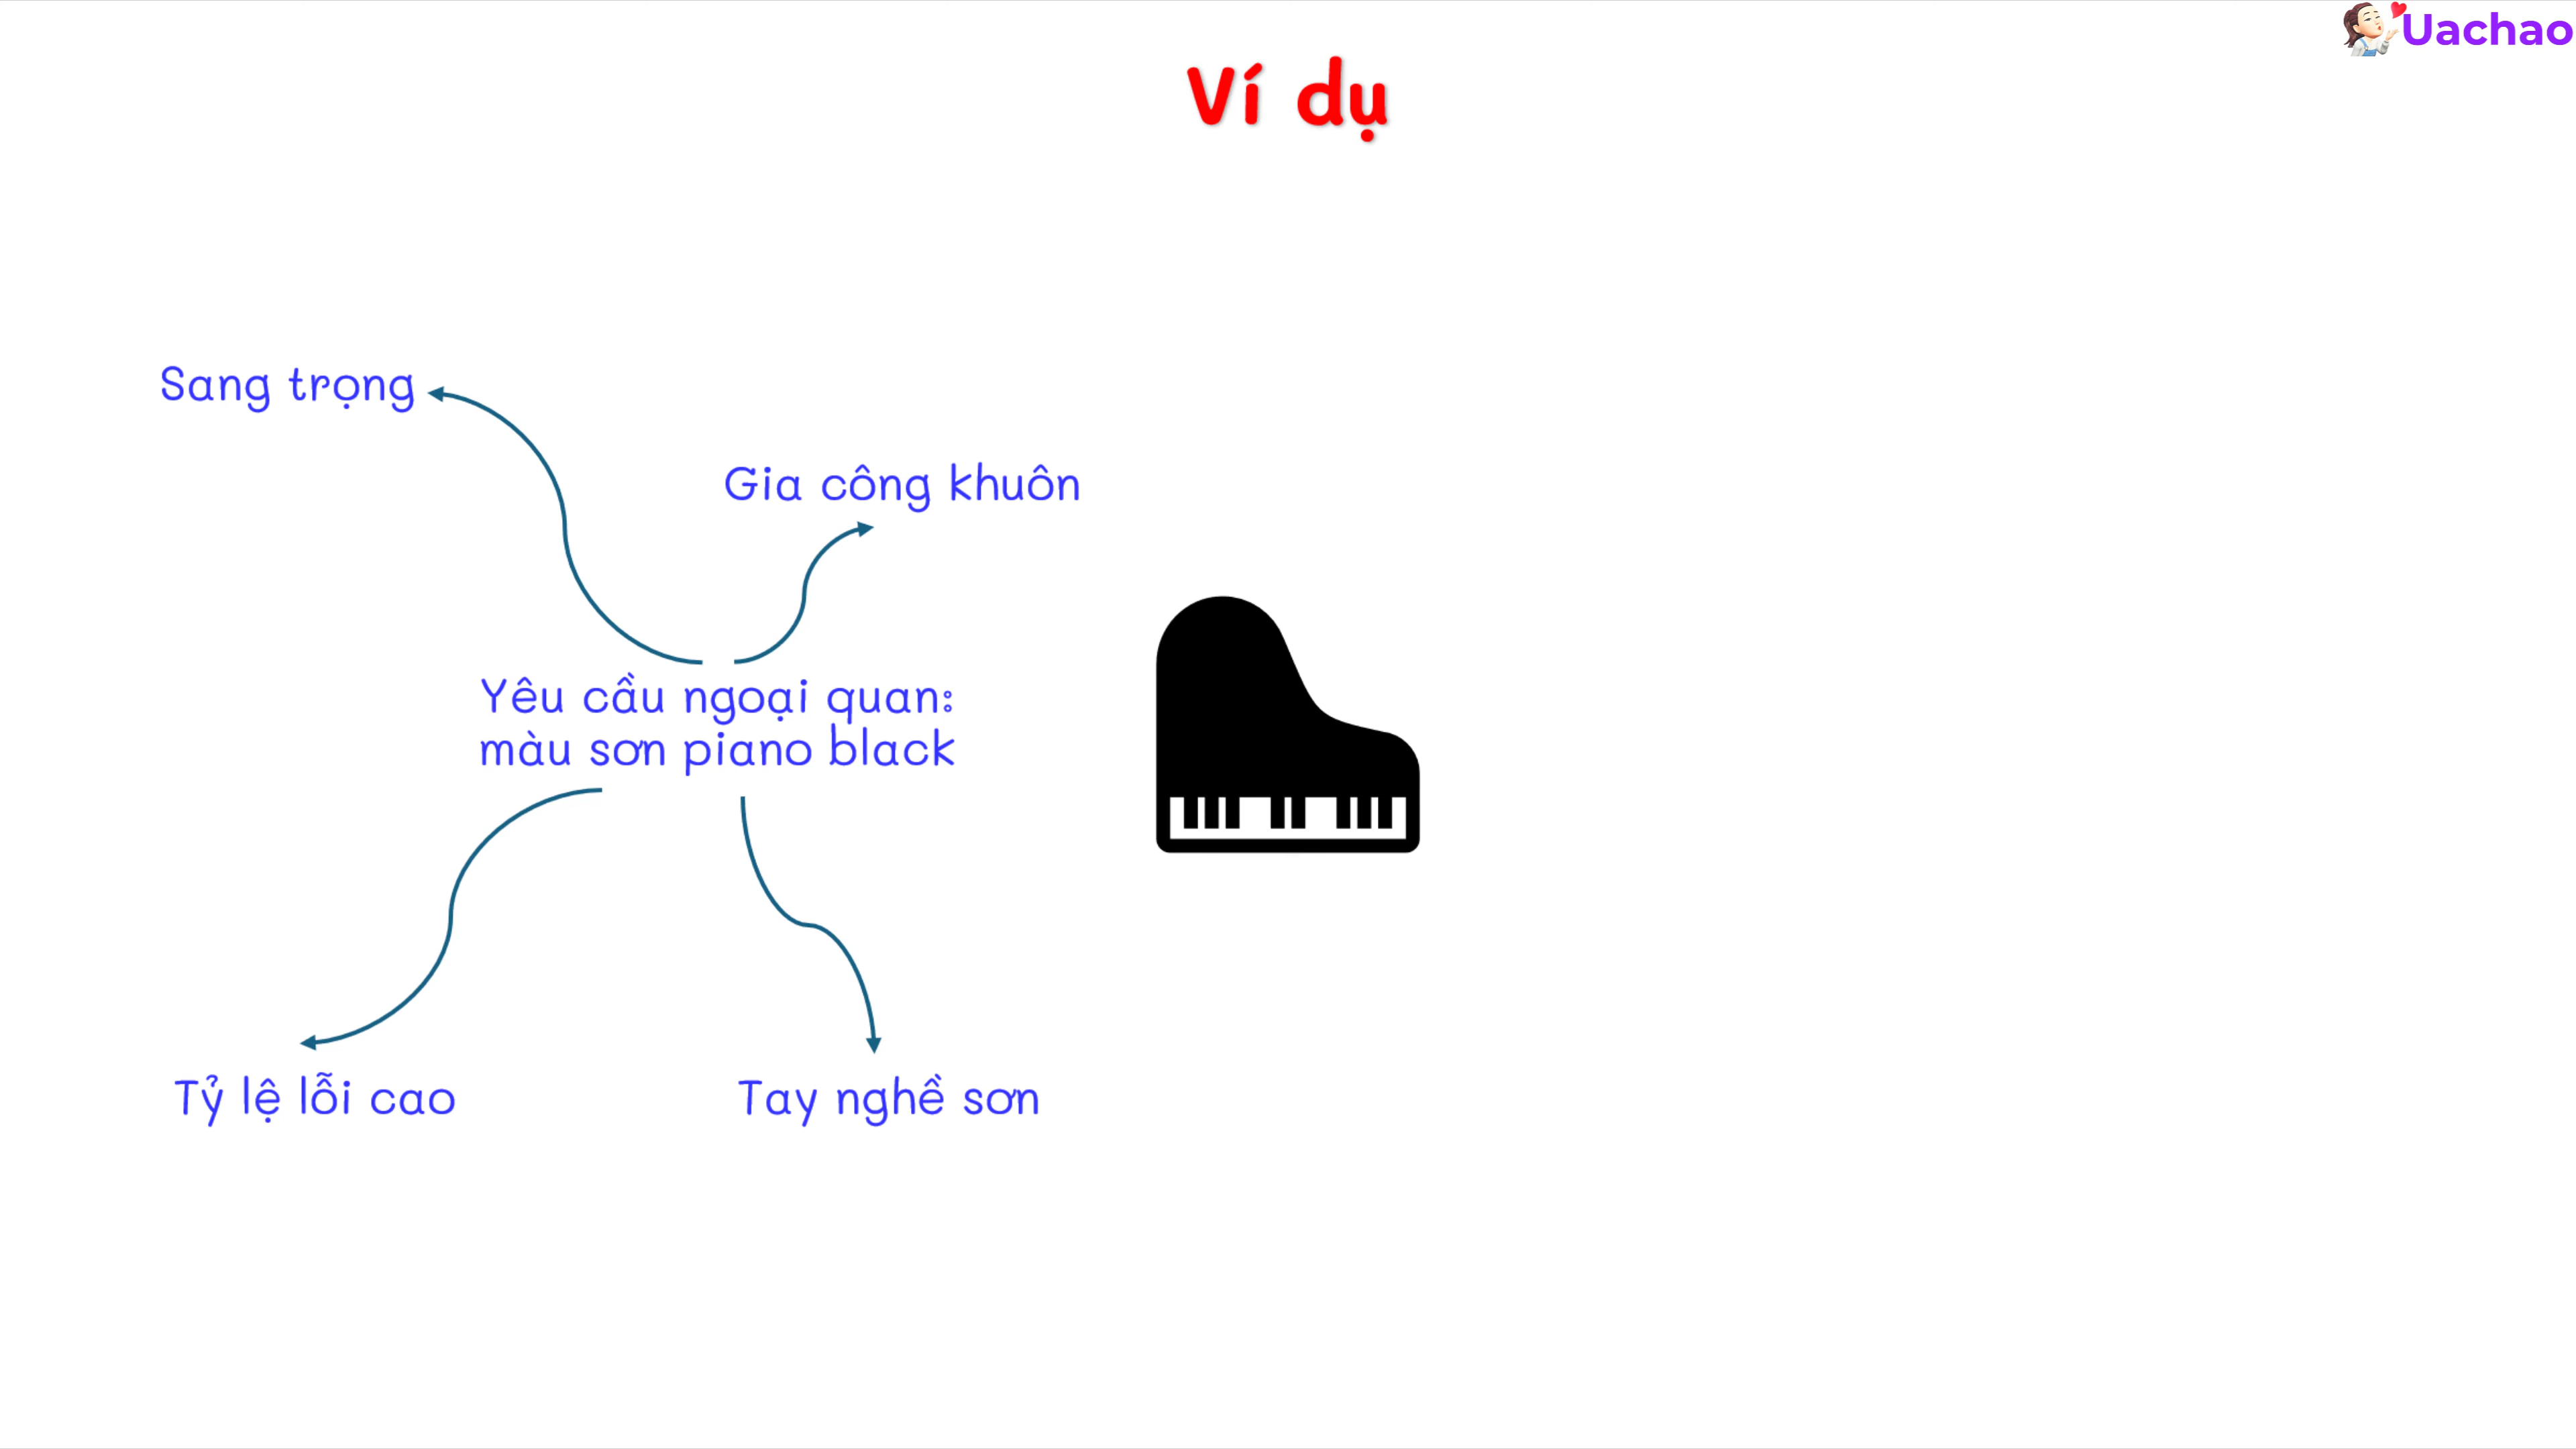 Uachao
Ví dụ
Sang trọng
Gia công khuôn
Yêu cầu ngoại quan:
màu sơn piano black
Tỷ lệ lỗi cao
Tay nghề sơn